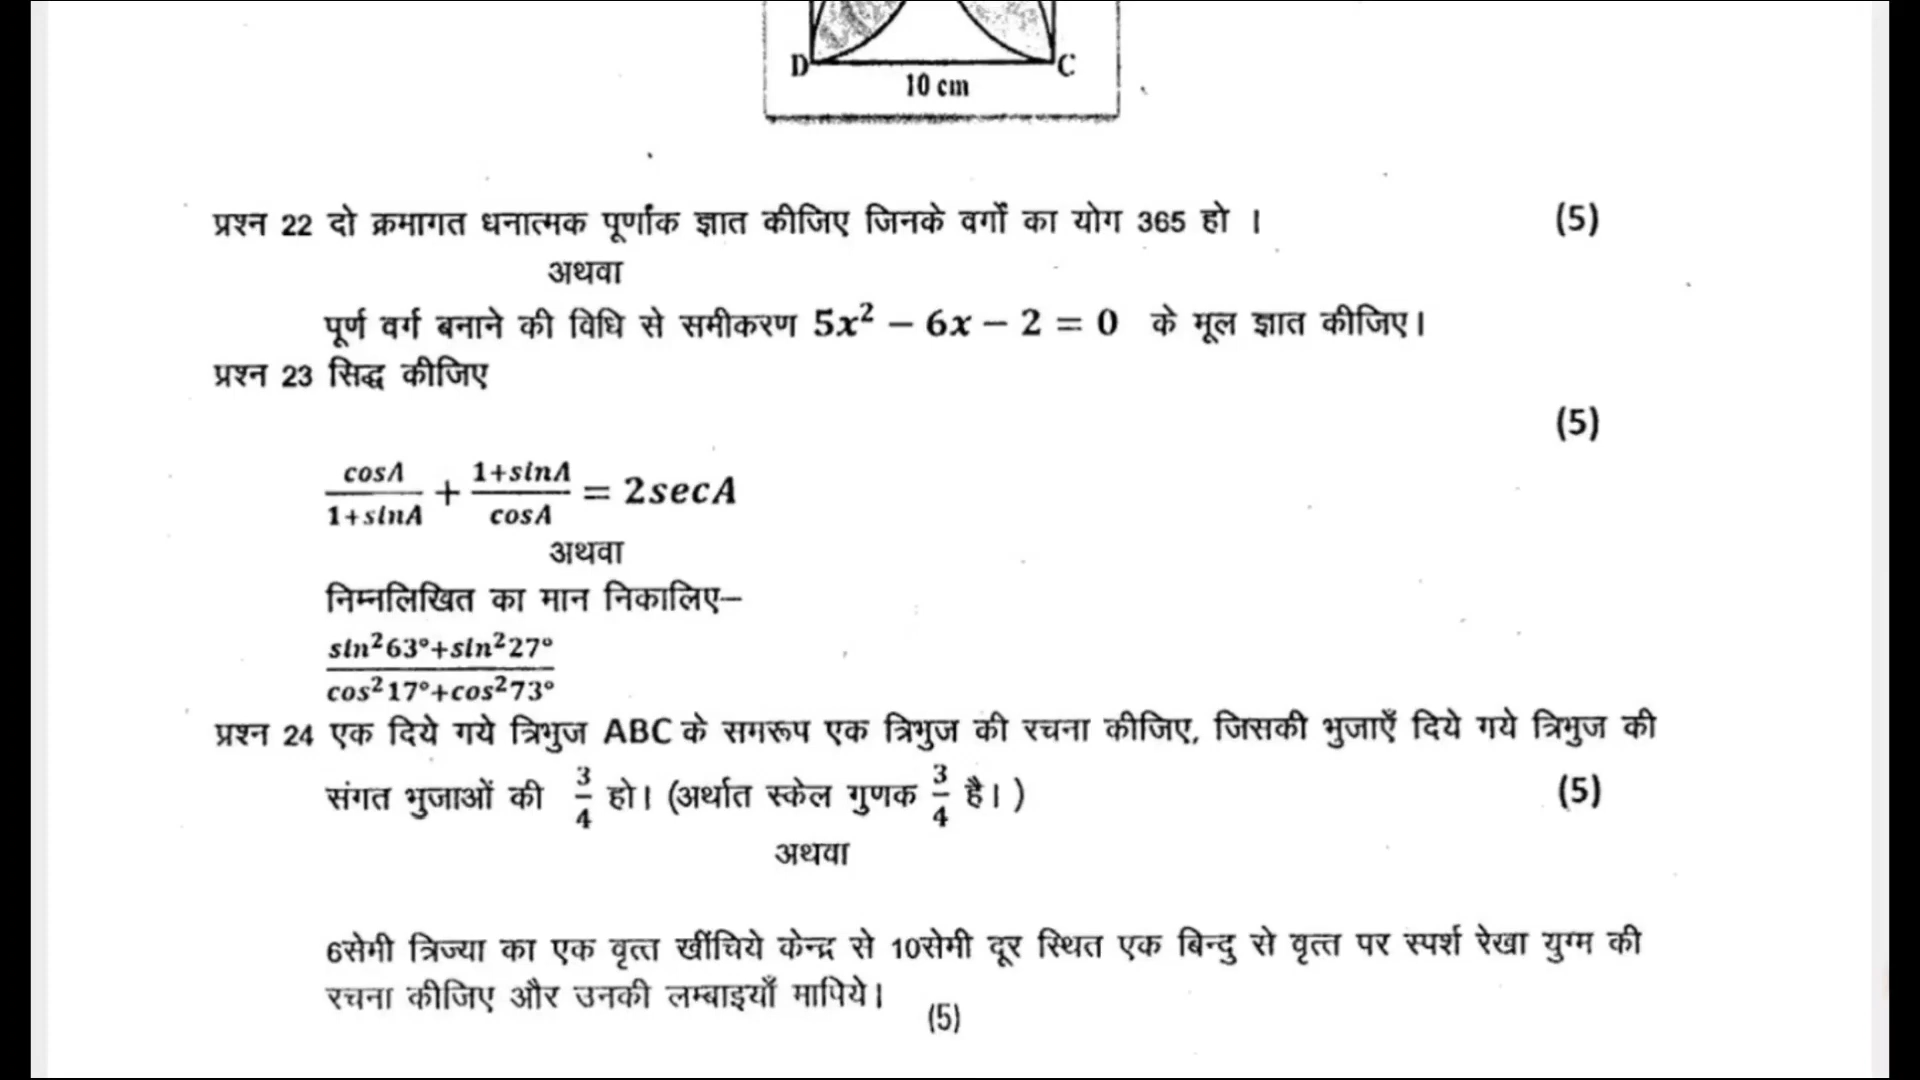 D C
10 cm
प्रश्न 22 दो क्रमागत धनात्मक पूर्णांक ज्ञात कीजिए जिनके वर्गों का योग 365 हो । (5)
अथवा
पूर्ण वर्ग बनाने की विधि से समीकरण 5x² − 6x − 2 = 0 के मूल ज्ञात कीजिए।
प्रश्न 23 सिद्ध कीजिए
(5)
cosA/1+sinA + 1+sinA/cosA = 2secA
अथवा
निम्नलिखित का मान निकालिए–
sin²63°+sin²27°
cos²17°+cos²73°
प्रश्न 24 एक दिये गये त्रिभुज ABC के समरूप एक त्रिभुज की रचना कीजिए, जिसकी भुजाएँ दिये गये त्रिभुज की
संगत भुजाओं की 3/4 हो। (अर्थात स्केल गुणक 3/4 है। ) (5)
अथवा
6सेमी त्रिज्या का एक वृत्त खींचिये केन्द्र से 10सेमी दूर स्थित एक बिन्दु से वृत्त पर स्पर्श रेखा युग्म की
रचना कीजिए और उनकी लम्बाइयाँ मापिये।
(5)